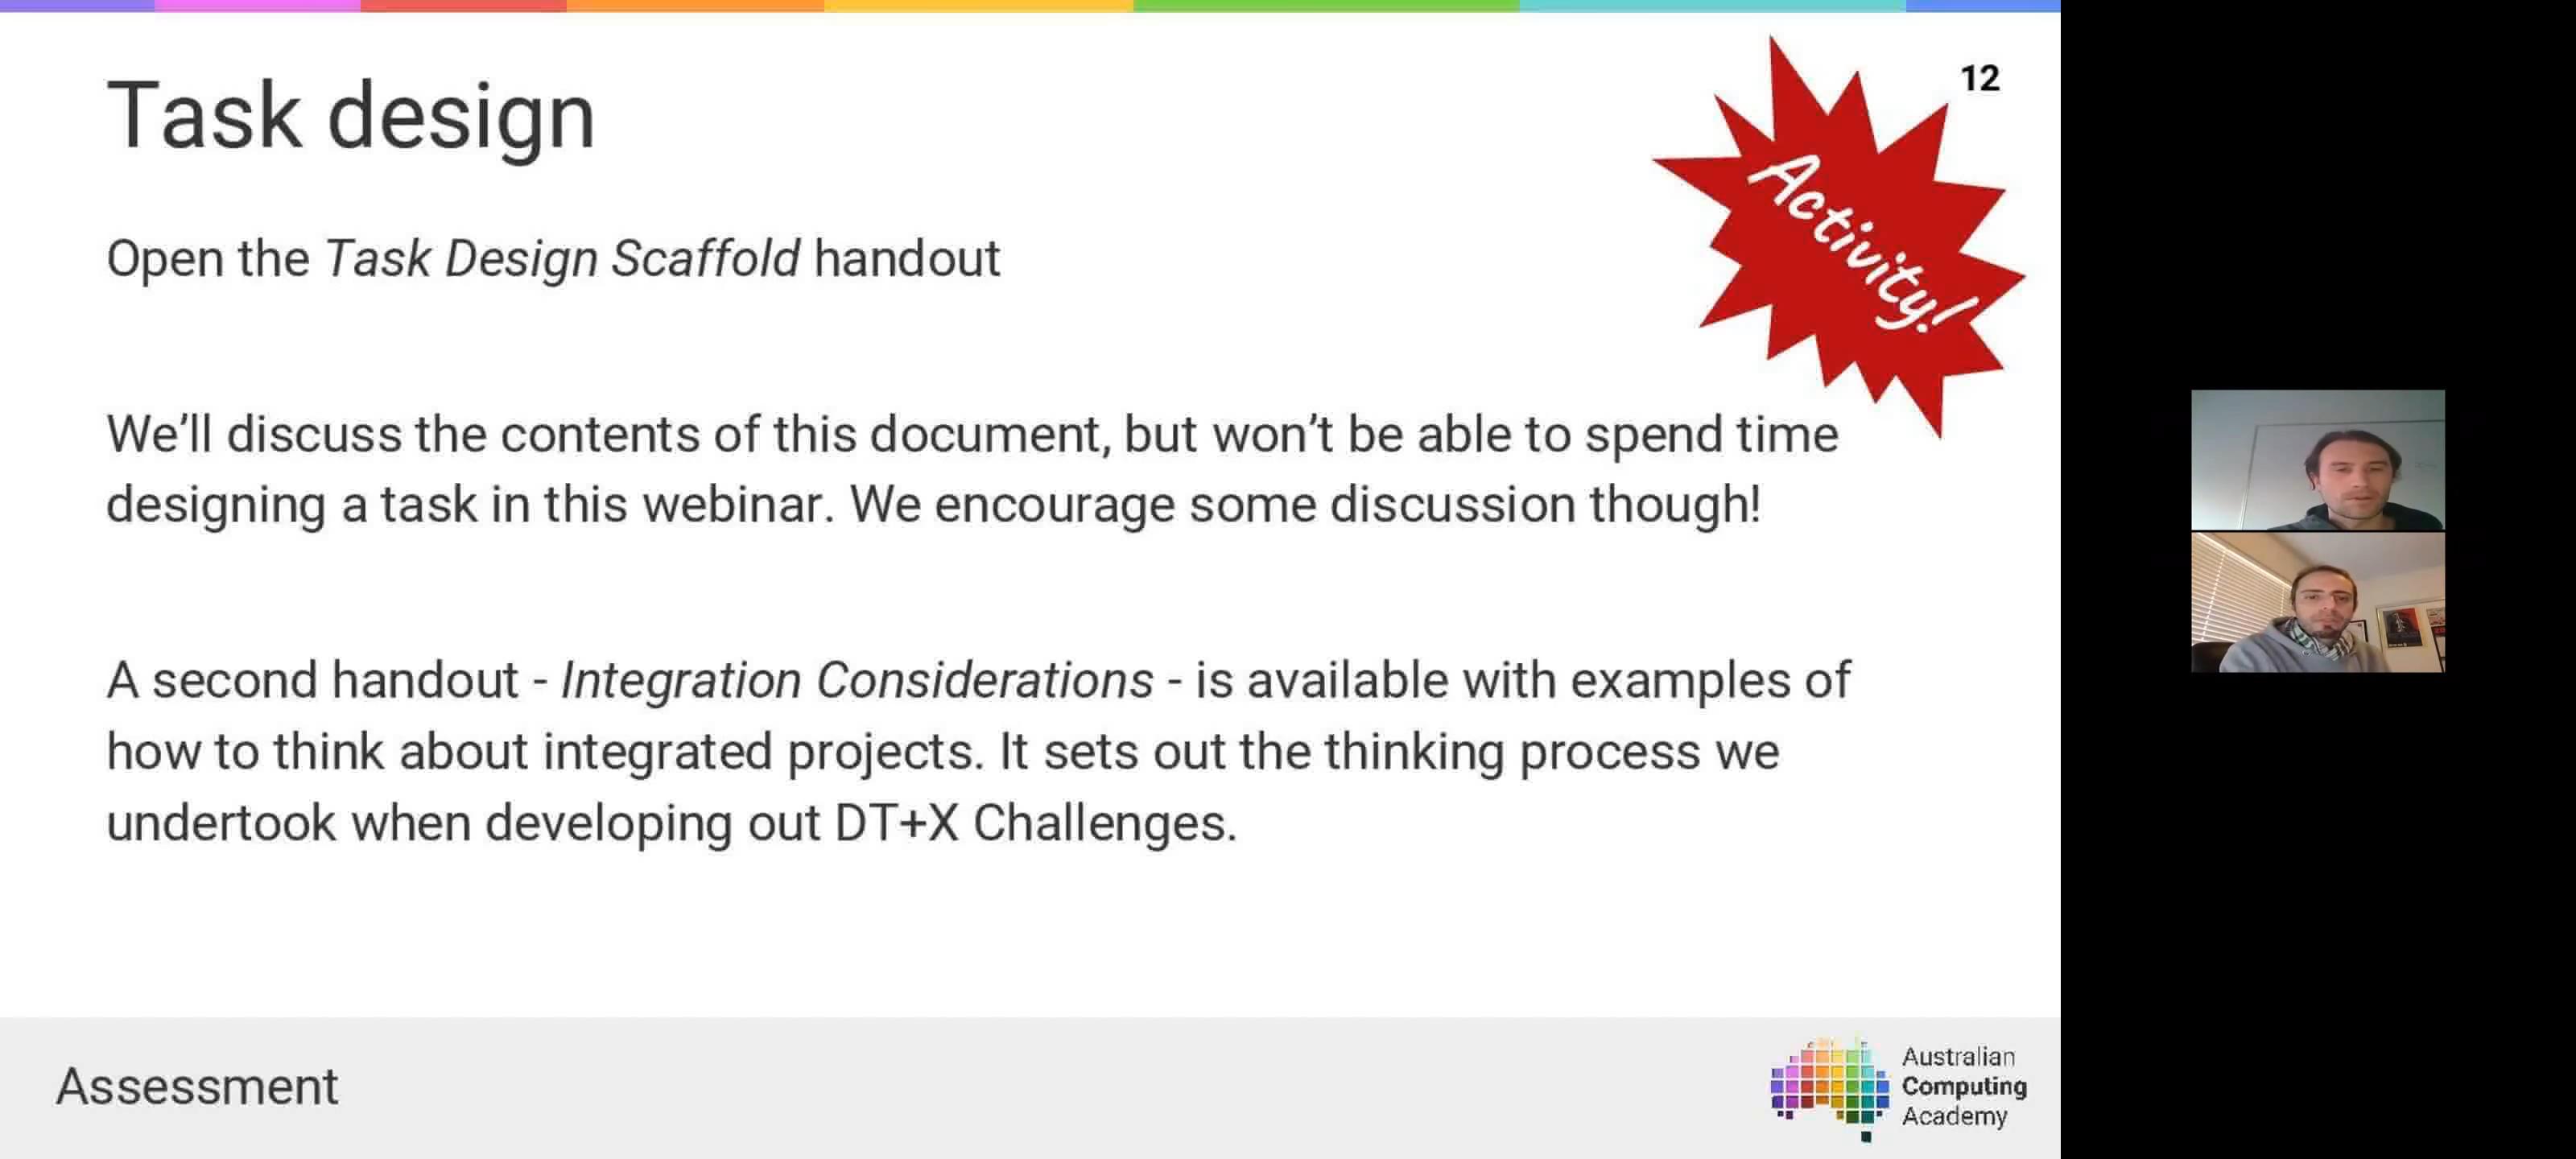 12
Task design
Activity!
Open the Task Design Scaffold handout
We'll discuss the contents of this document, but won't be able to spend time
designing a task in this webinar. We encourage some discussion though!
A second handout - Integration Considerations - is available with examples of
how to think about integrated projects. It sets out the thinking process we
undertook when developing out DT+X Challenges.
Assessment
Australian
Computing
Academy